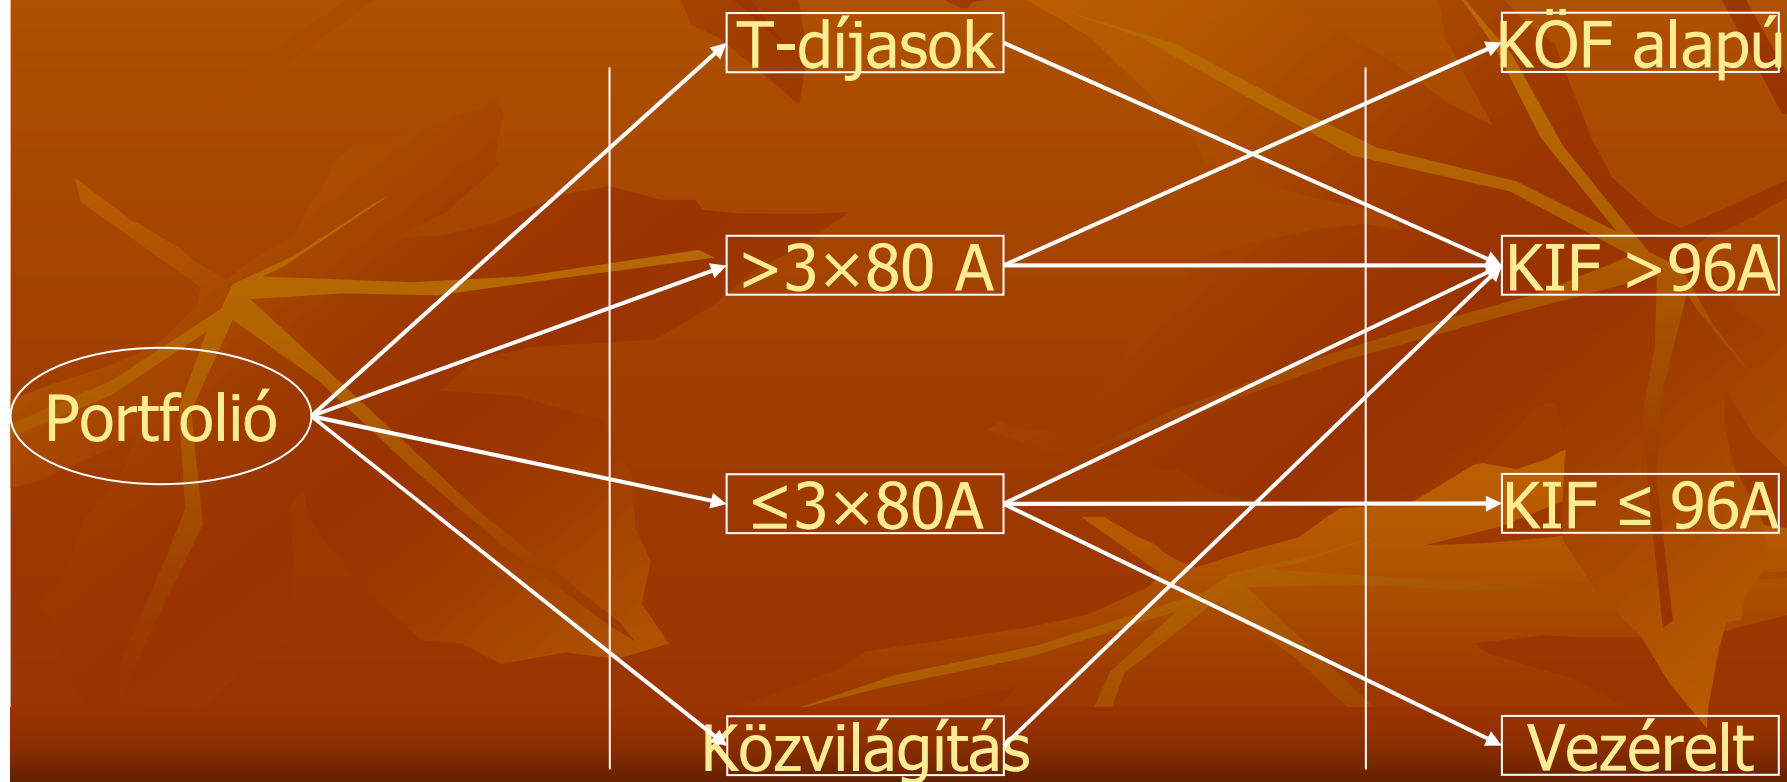 T-díjasok
KÖF alapú
>3×80 A
KIF >96A
Portfolió
≤3×80A
KIF ≤ 96A
Közvilágítás
Vezérelt